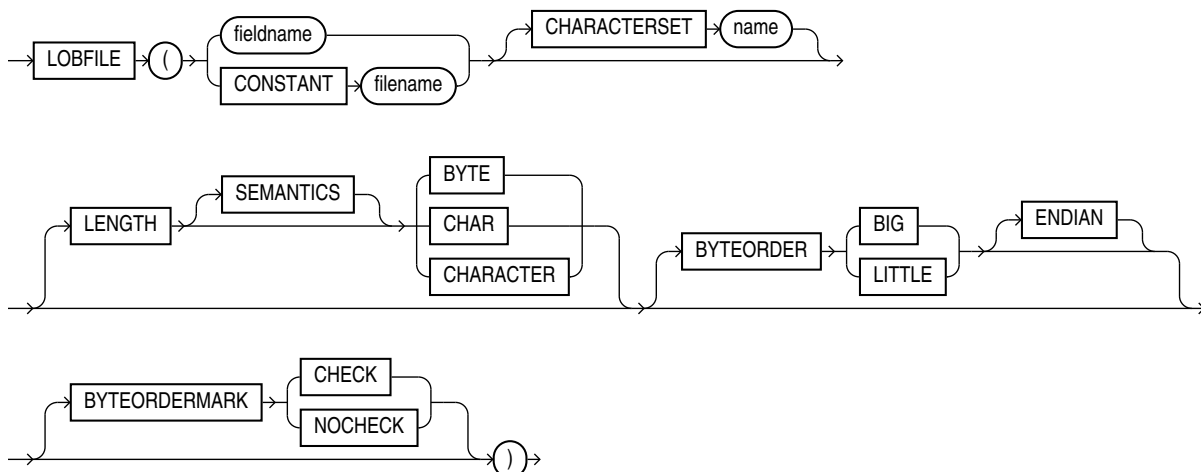 LOBFILE ( fieldname CHARACTERSET name
CONSTANT filename
LENGTH SEMANTICS BYTE
CHAR
CHARACTER
BYTEORDER BIG ENDIAN
LITTLE
BYTEORDERMARK CHECK
NOCHECK
)